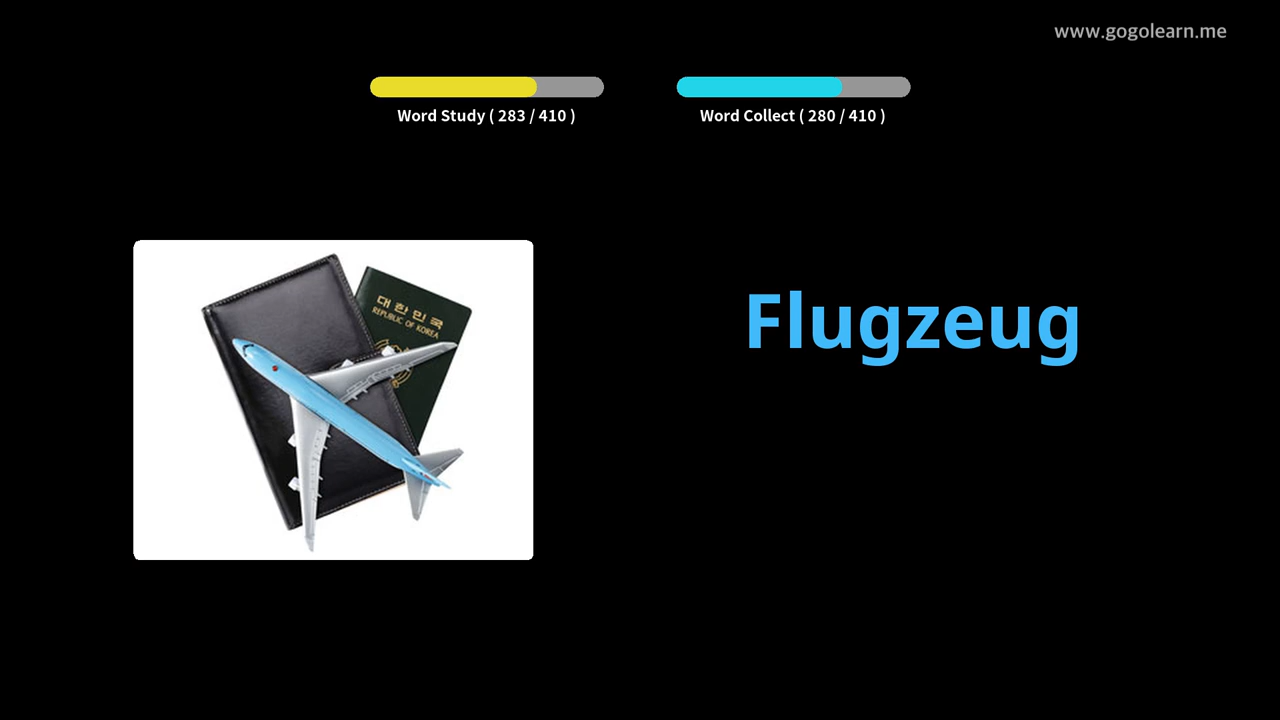 www.gogolearn.me
Word Study ( 283 / 410 )
Word Collect ( 280 / 410 )
대한민국
REPUBLIC OF KOREA
Flugzeug